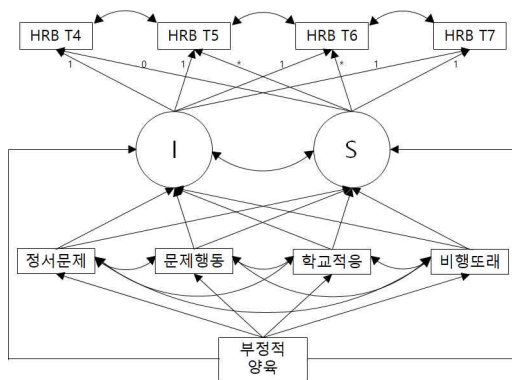 HRB T4 HRB T5 HRB T6 HRB T7
1 0 1 * 1 * 1 1
I S
정서문제 문제행동 학교적응 비행또래
부정적
양육